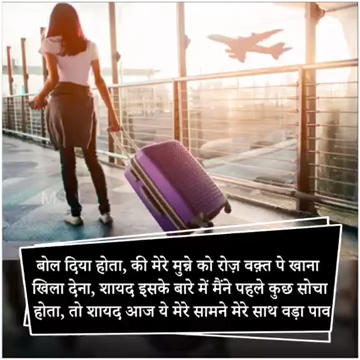 बोल दिया होता, की मेरे मुन्ने को रोज़ वक़्त पे खाना
खिला देना, शायद इसके बारे में मैंने पहले कुछ सोचा
होता, तो शायद आज ये मेरे सामने मेरे साथ वड़ा पाव